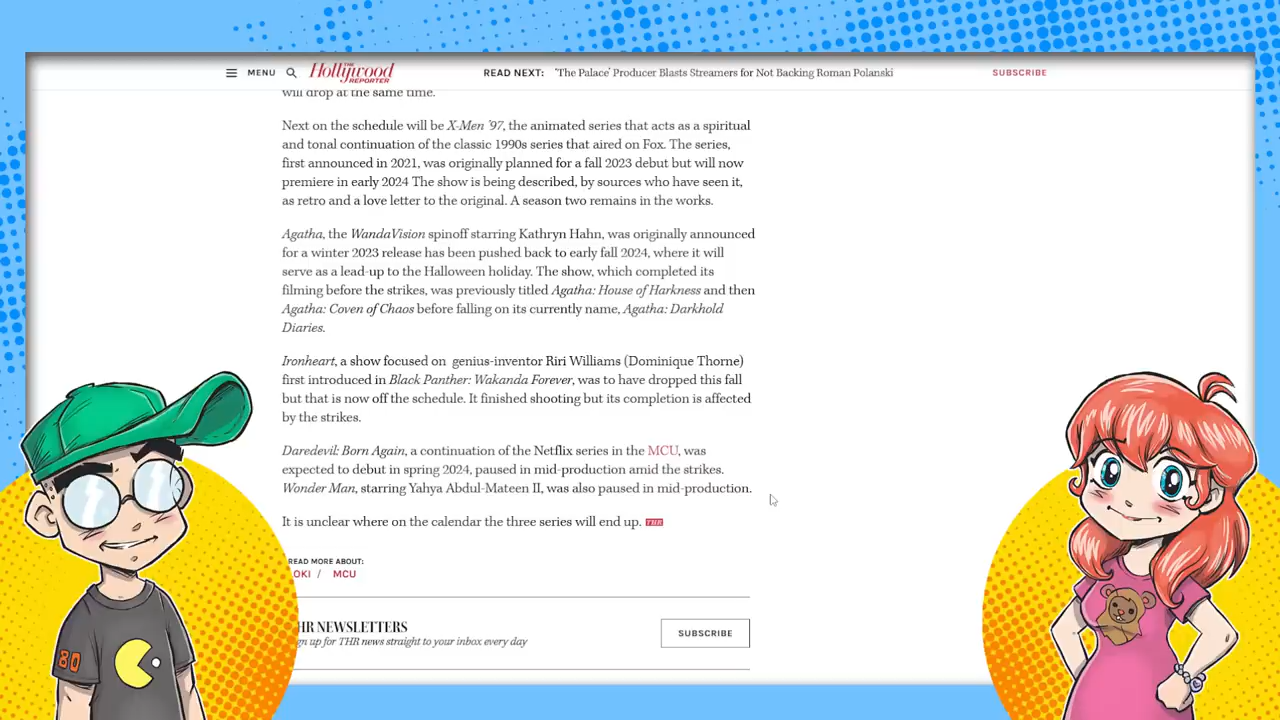 MENU
THE
Hollywood
REPORTER
READ NEXT: 'The Palace' Producer Blasts Streamers for Not Backing Roman Polanski
SUBSCRIBE
will drop at the same time.
Next on the schedule will be X-Men '97, the animated series that acts as a spiritual
and tonal continuation of the classic 1990s series that aired on Fox. The series,
first announced in 2021, was originally planned for a fall 2023 debut but will now
premiere in early 2024 The show is being described, by sources who have seen it,
as retro and a love letter to the original. A season two remains in the works.
Agatha, the WandaVision spinoff starring Kathryn Hahn, was originally announced
for a winter 2023 release has been pushed back to early fall 2024, where it will
serve as a lead-up to the Halloween holiday. The show, which completed its
filming before the strikes, was previously titled Agatha: House of Harkness and then
Agatha: Coven of Chaos before falling on its currently name, Agatha: Darkhold
Diaries.
Ironheart, a show focused on genius-inventor Riri Williams (Dominique Thorne)
first introduced in Black Panther: Wakanda Forever, was to have dropped this fall
but that is now off the schedule. It finished shooting but its completion is affected
by the strikes.
Daredevil: Born Again, a continuation of the Netflix series in the MCU, was
expected to debut in spring 2024, paused in mid-production amid the strikes.
Wonder Man, starring Yahya Abdul-Mateen II, was also paused in mid-production.
It is unclear where on the calendar the three series will end up. THR
READ MORE ABOUT:
OKI / MCU
HR NEWSLETTERS
gn up for THR news straight to your inbox every day
SUBSCRIBE
80